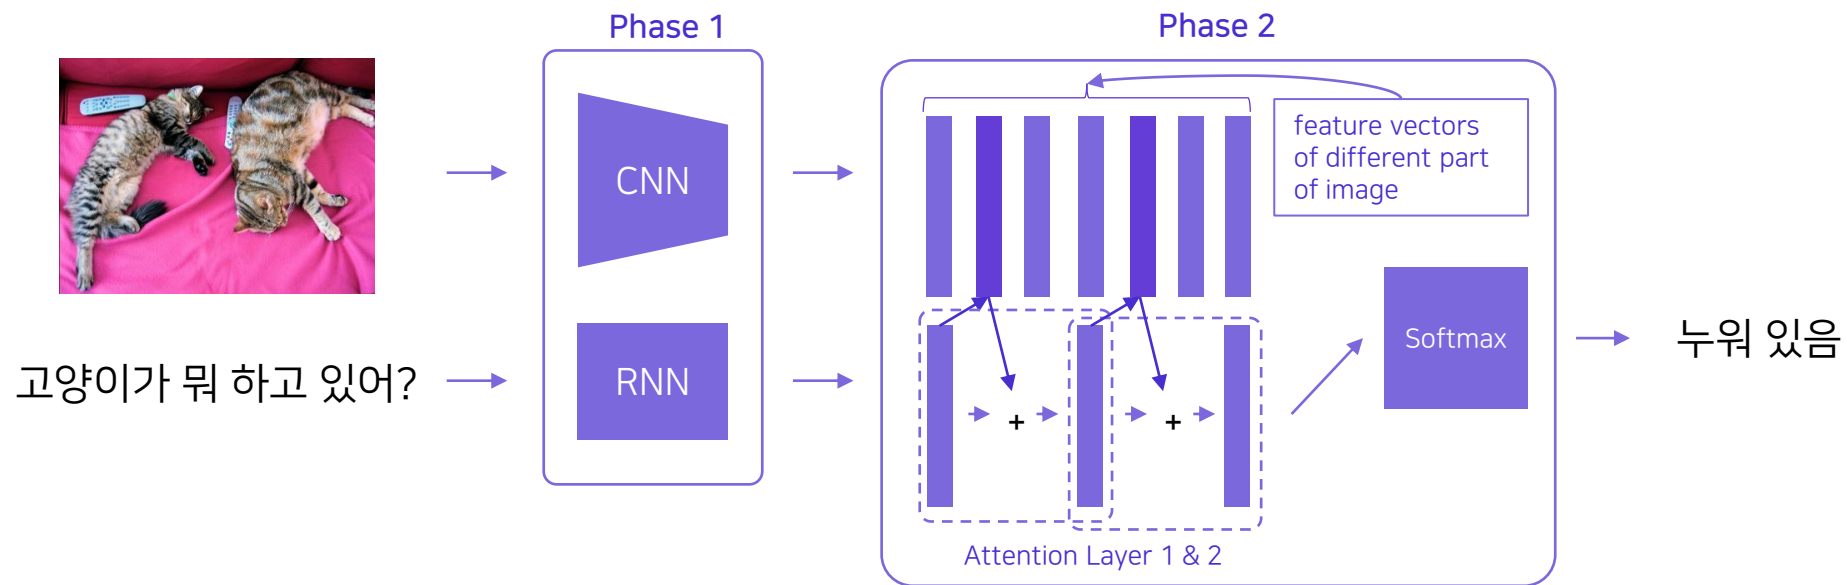 Phase 1
Phase 2
CNN
feature vectors
of different part
of image
고양이가 뭐 하고 있어?
RNN
+
+
Softmax
누워 있음
Attention Layer 1 & 2